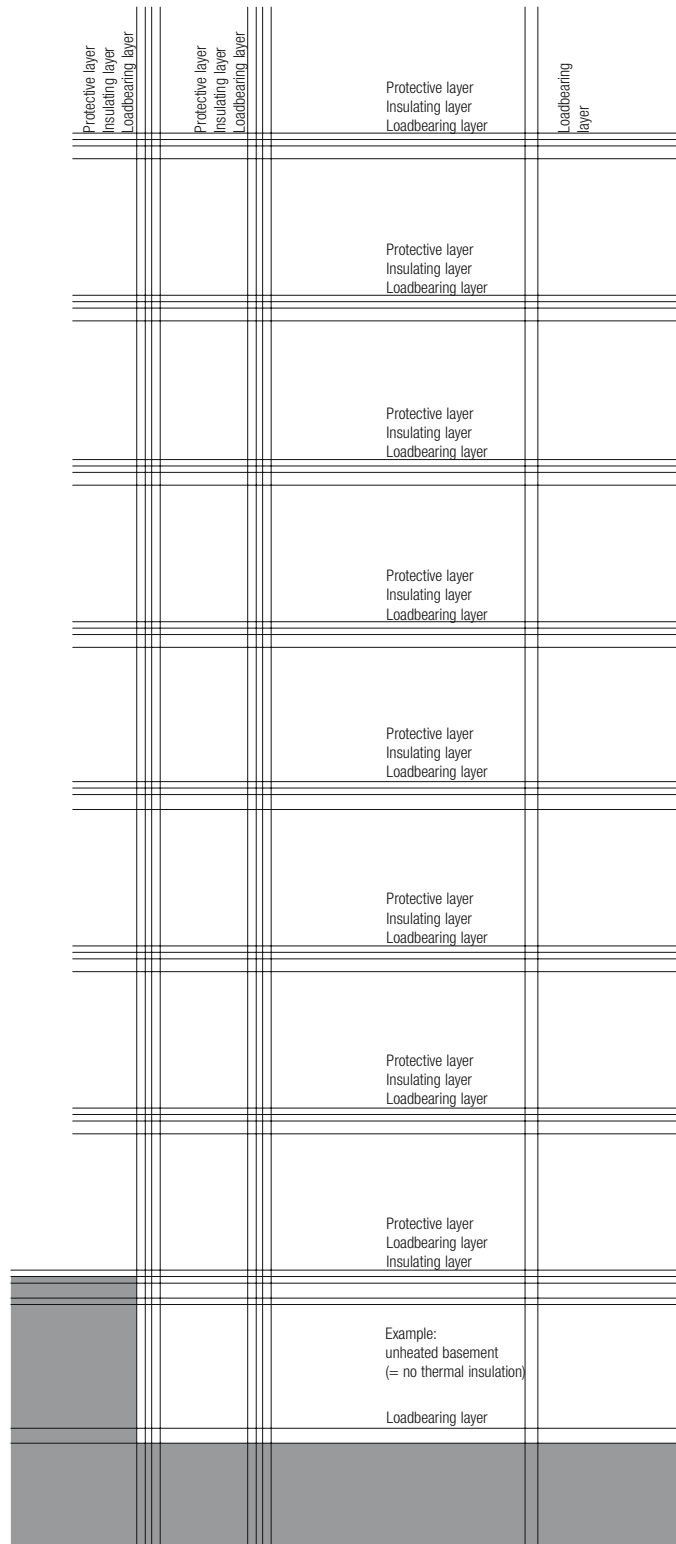 Protective layer
Insulating layer
Loadbearing layer
Protective layer
Insulating layer
Loadbearing layer
Protective layer
Insulating layer
Loadbearing layer
Loadbearing
layer
Protective layer
Insulating layer
Loadbearing layer
Protective layer
Insulating layer
Loadbearing layer
Protective layer
Insulating layer
Loadbearing layer
Protective layer
Insulating layer
Loadbearing layer
Protective layer
Insulating layer
Loadbearing layer
Protective layer
Insulating layer
Loadbearing layer
Protective layer
Loadbearing layer
Insulating layer
Example:
unheated basement
(= no thermal insulation)
Loadbearing layer